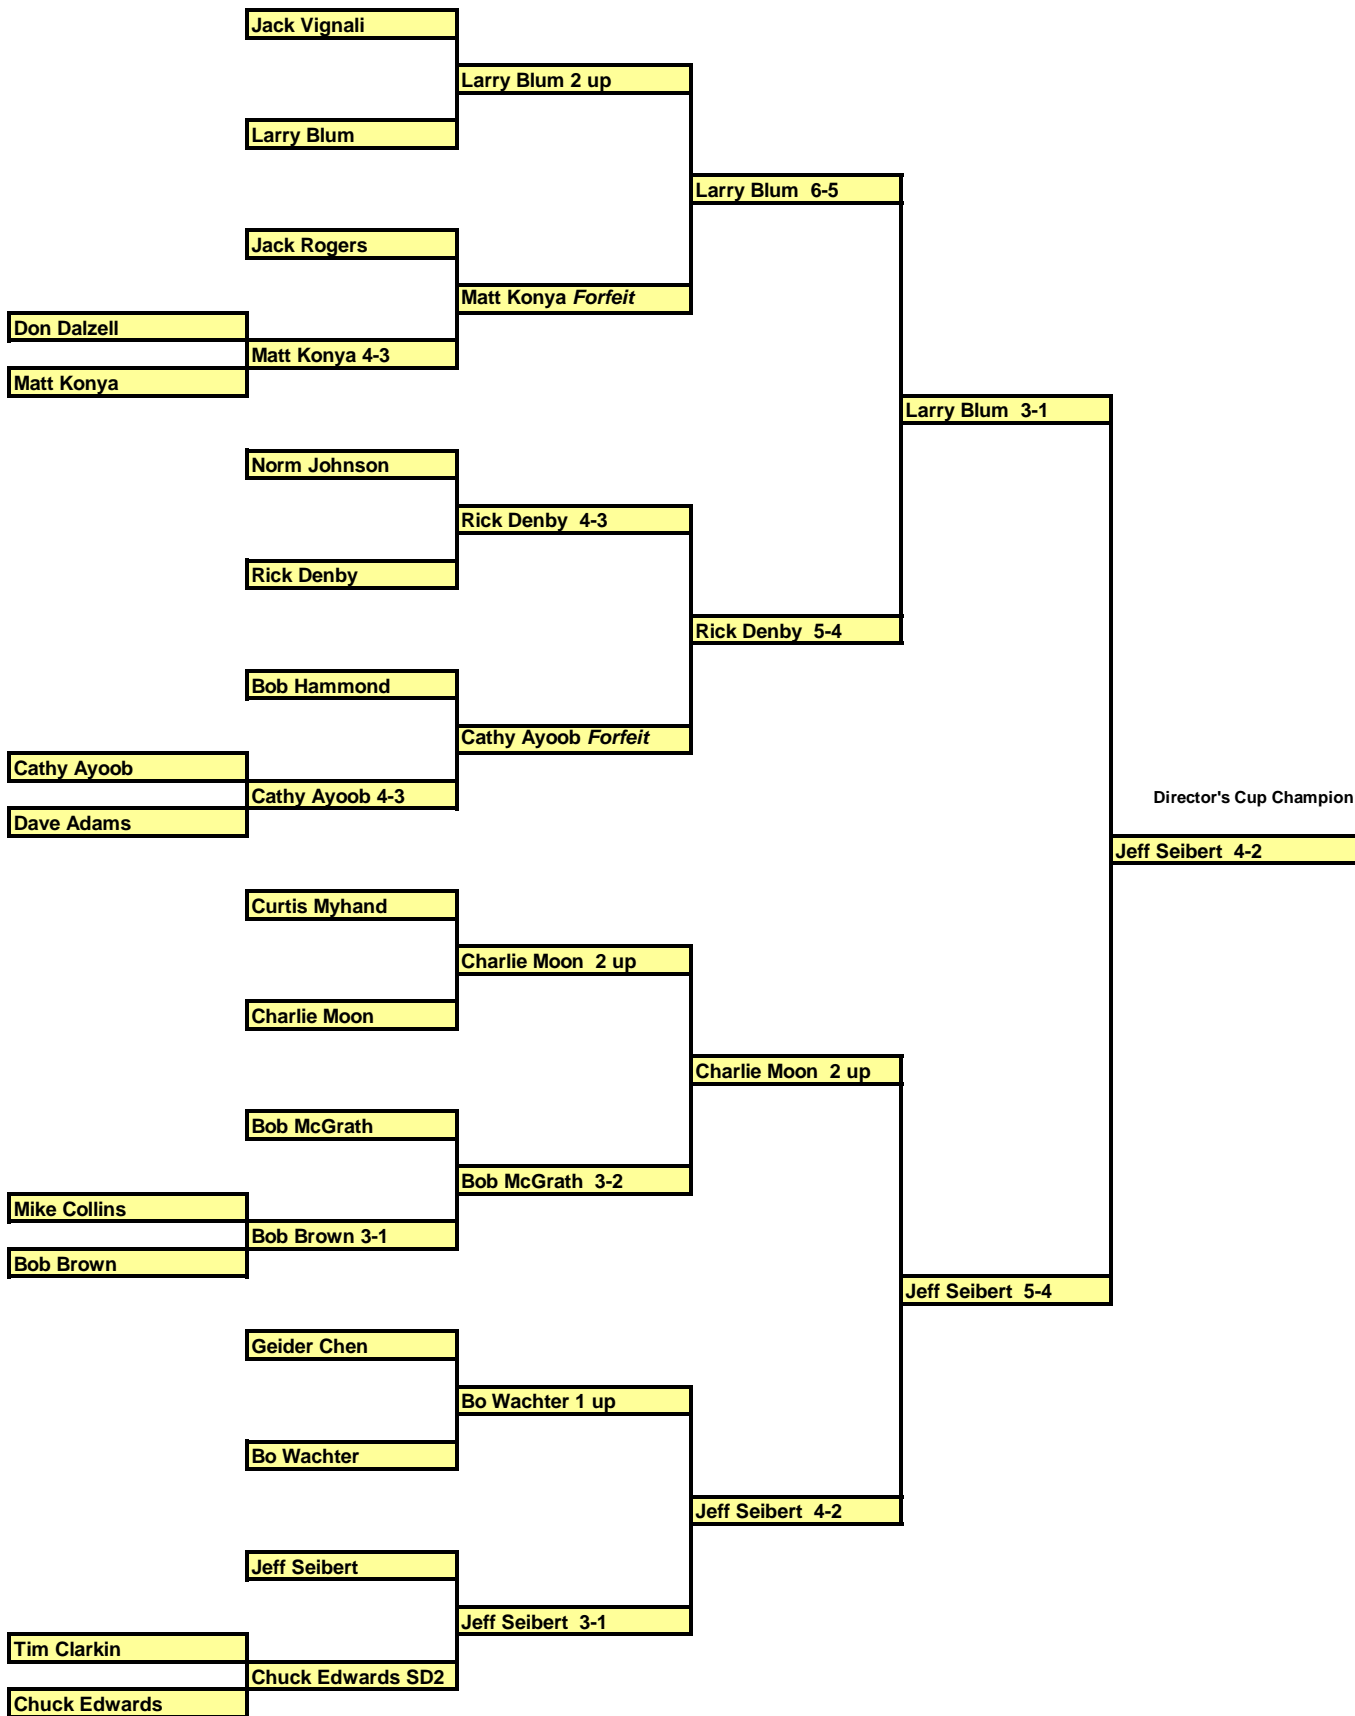 Jack Vignali
Larry Blum 2 up
Larry Blum
Larry Blum  6-5
Jack Rogers
Matt Konya Forfeit
Don Dalzell
Matt Konya 4-3
Matt Konya
Larry Blum  3-1
Norm Johnson
Rick Denby  4-3
Rick Denby
Rick Denby  5-4
Bob Hammond
Cathy Ayoob Forfeit
Cathy Ayoob
Cathy Ayoob 4-3
Director's Cup Champion
Dave Adams
Jeff Seibert  4-2
Curtis Myhand
Charlie Moon  2 up
Charlie Moon
Charlie Moon  2 up
Bob McGrath
Bob McGrath  3-2
Mike Collins
Bob Brown 3-1
Bob Brown
Jeff Seibert  5-4
Geider Chen
Bo Wachter 1 up
Bo Wachter
Jeff Seibert  4-2
Jeff Seibert
Jeff Seibert  3-1
Tim Clarkin
Chuck Edwards SD2
Chuck Edwards